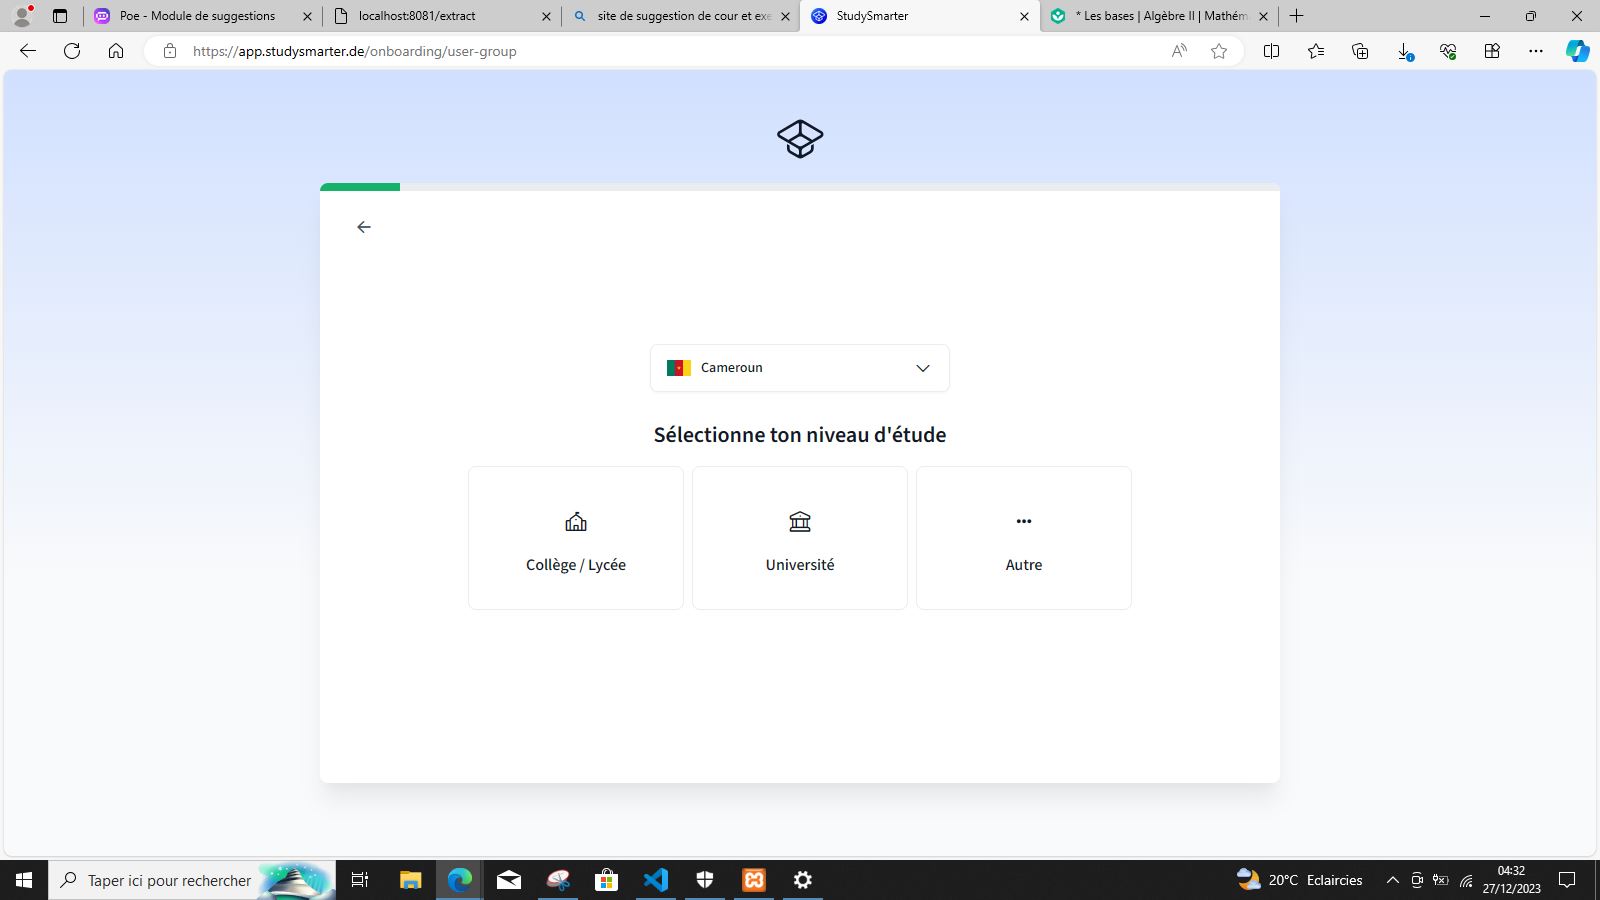 Poe - Module de suggestions
localhost:8081/extract
site de suggestion de cour et exe
StudySmarter
* Les bases | Algèbre II | Mathém
https://app.studysmarter.de/onboarding/user-group
Cameroun
Sélectionne ton niveau d'étude
Collège / Lycée
Université
Autre
Taper ici pour rechercher
20°C Eclaircies
04:32
27/12/2023